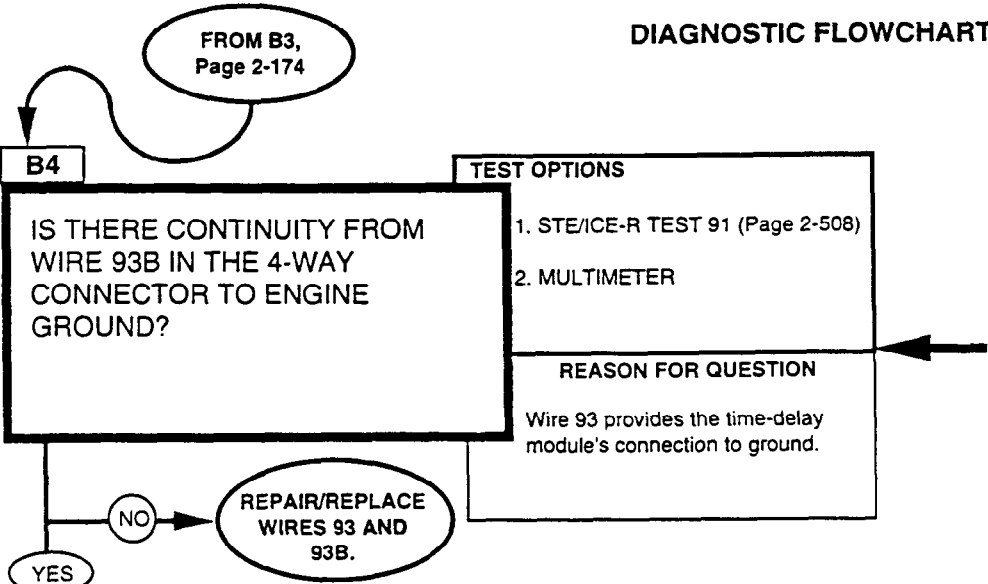 DIAGNOSTIC FLOWCHART
FROM B3,
Page 2-174
B4
IS THERE CONTINUITY FROM
WIRE 93B IN THE 4-WAY
CONNECTOR TO ENGINE
GROUND?
TEST OPTIONS
1. STE/ICE-R TEST 91 (Page 2-508)
2. MULTIMETER
REASON FOR QUESTION
Wire 93 provides the time-delay
module's connection to ground.
NO
REPAIR/REPLACE
WIRES 93 AND
93B.
YES